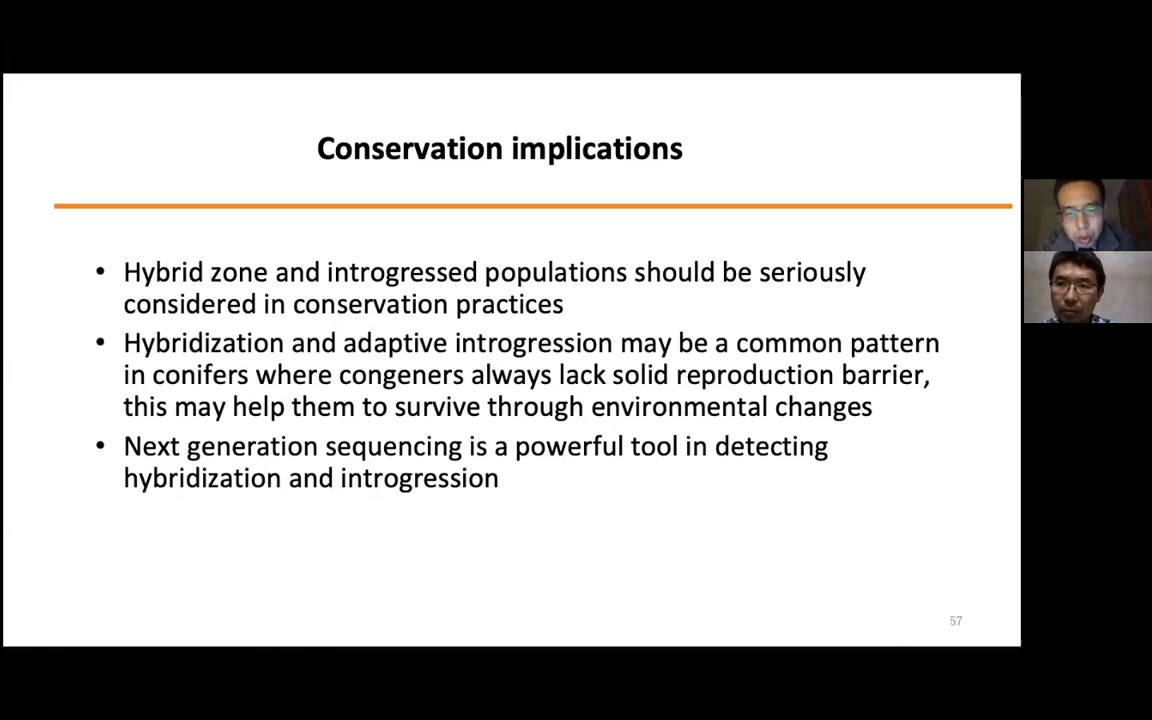 Conservation implications
• Hybrid zone and introgressed populations should be seriously
considered in conservation practices
• Hybridization and adaptive introgression may be a common pattern
in conifers where congeners always lack solid reproduction barrier,
this may help them to survive through environmental changes
• Next generation sequencing is a powerful tool in detecting
hybridization and introgression
57